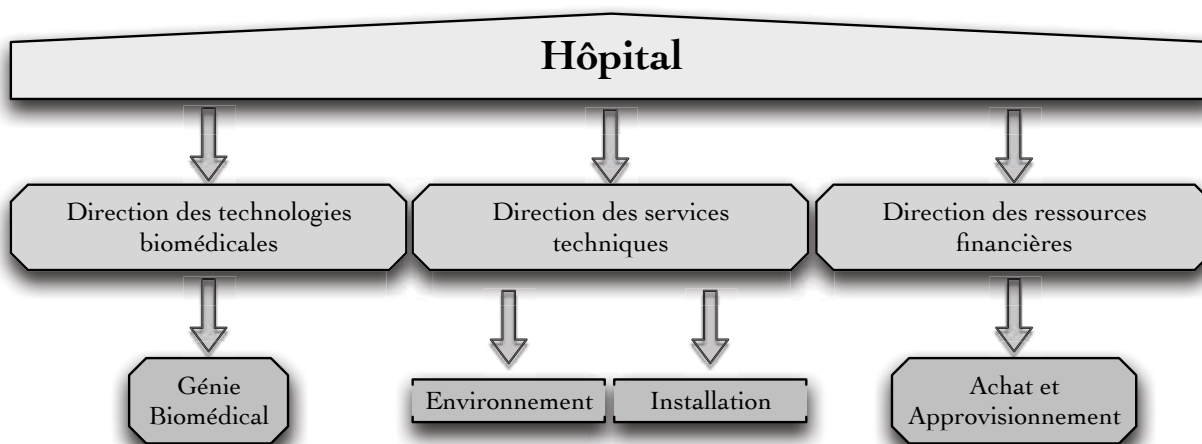 Hôpital
Direction des technologies
biomédicales
Direction des services
techniques
Direction des ressources
financières
Génie
Biomédical
Environnement
Installation
Achat et
Approvisionnement